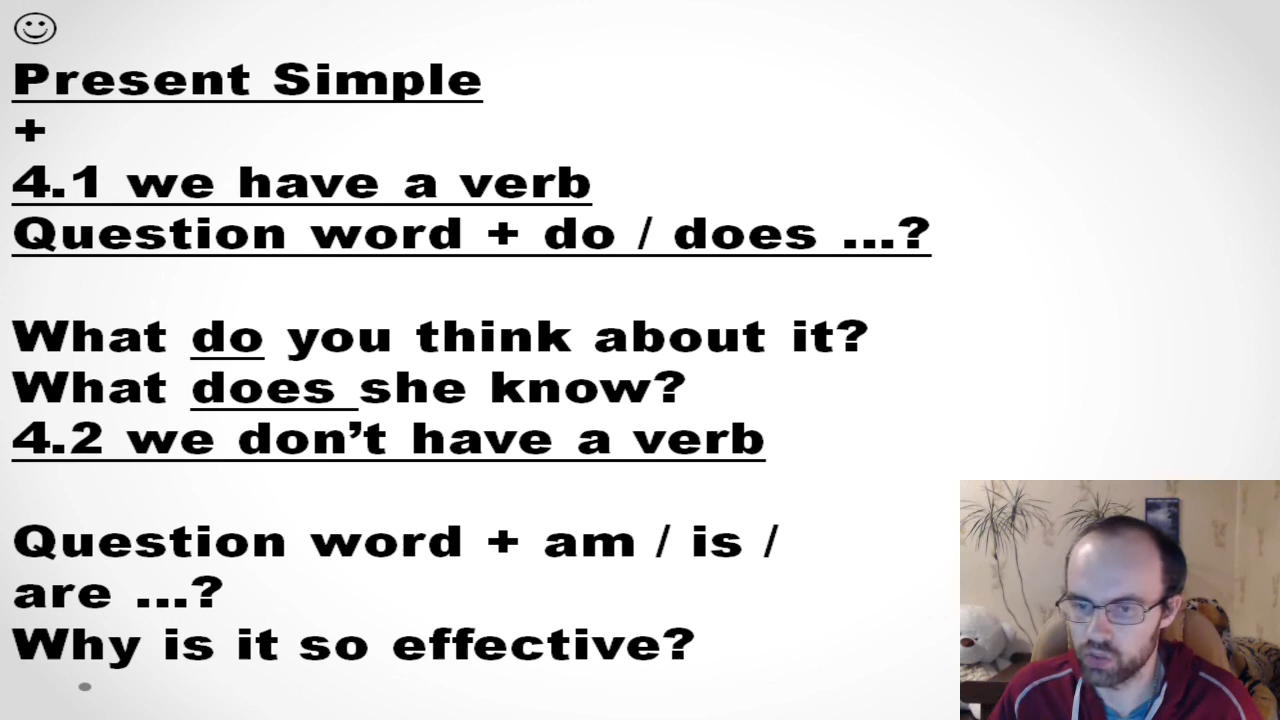 Present Simple
+
4.1 we have a verb
Question word + do / does ...?
What do you think about it?
What does she know?
4.2 we don’t have a verb
Question word + am / is /
are ...?
Why is it so effective?